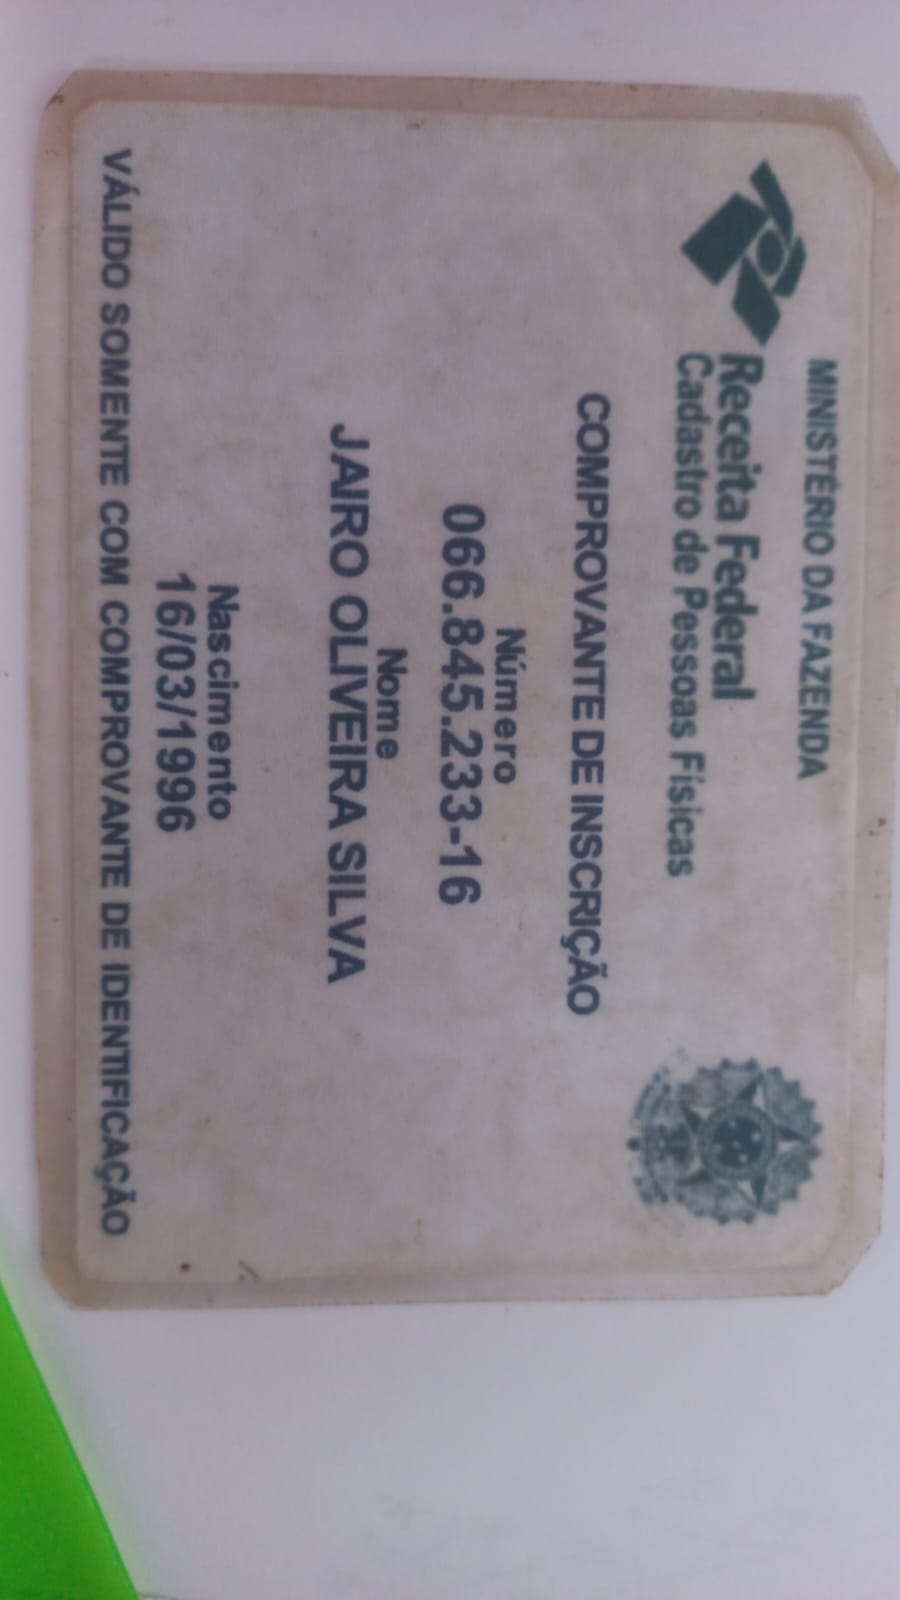 MINISTÉRIO DA FAZENDA
Receita Federal
Cadastro de Pessoas Físicas
COMPROVANTE DE INSCRIÇÃO
Número
066.845.233-16
Nome
JAIRO OLIVEIRA SILVA
Nascimento
16/03/1996
VÁLIDO SOMENTE COM COMPROVANTE DE IDENTIFICAÇÃO